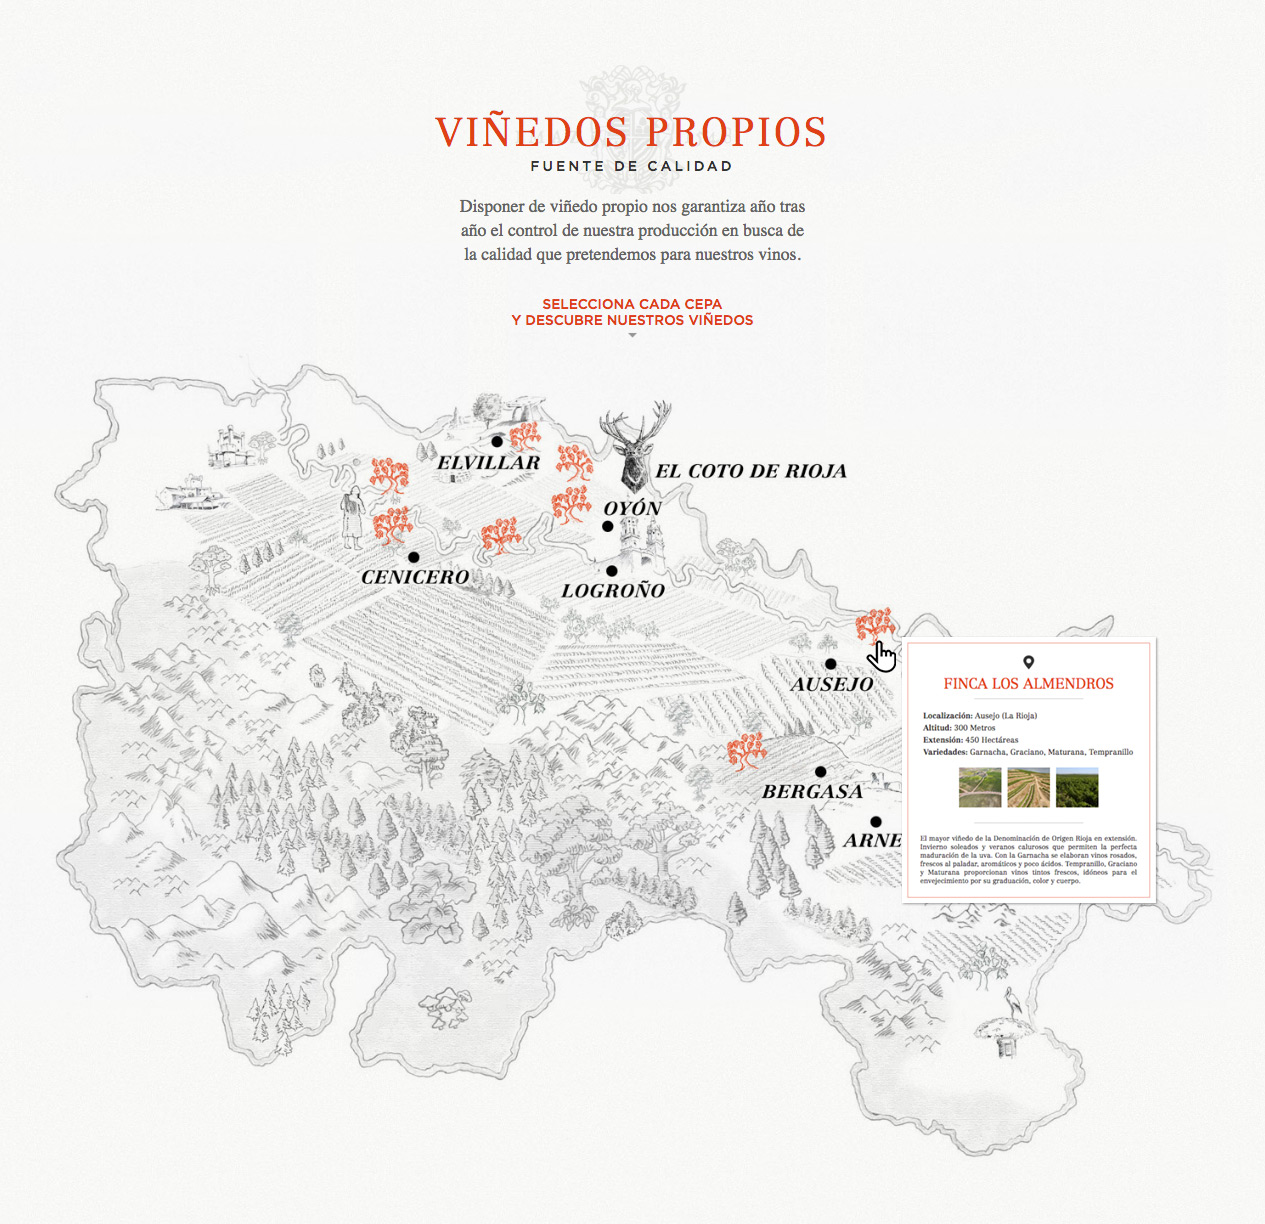 VIÑEDOS PROPIOS
FUENTE DE CALIDAD
Disponer de viñedo propio nos garantiza año tras
año el control de nuestra producción en busca de
la calidad que pretendemos para nuestros vinos.
SELECCIONA CADA CEPA
Y DESCUBRE NUESTROS VIÑEDOS
ELVILLAR
EL COTO DE RIOJA
OYÓN
CENICERO
LOGROÑO
AUSEJO
BERGASA
ARNE
FINCA LOS ALMENDROS
Localización: Ausejo (La Rioja)
Altitud: 300 Metros
Extensión: 450 Hectáreas
Variedades: Garnacha, Graciano, Maturana, Tempranillo
El mayor viñedo de la Denominación de Origen Rioja en extensión.
Invierno soleados y veranos calurosos que permiten la perfecta
maduración de la uva. Con la Garnacha se elaboran vinos rosados,
frescos al paladar, aromáticos y poco ácidos. Tempranillo, Graciano
y Maturana proporcionan vinos tintos frescos, idóneos para el
envejecimiento por su graduación, color y cuerpo.